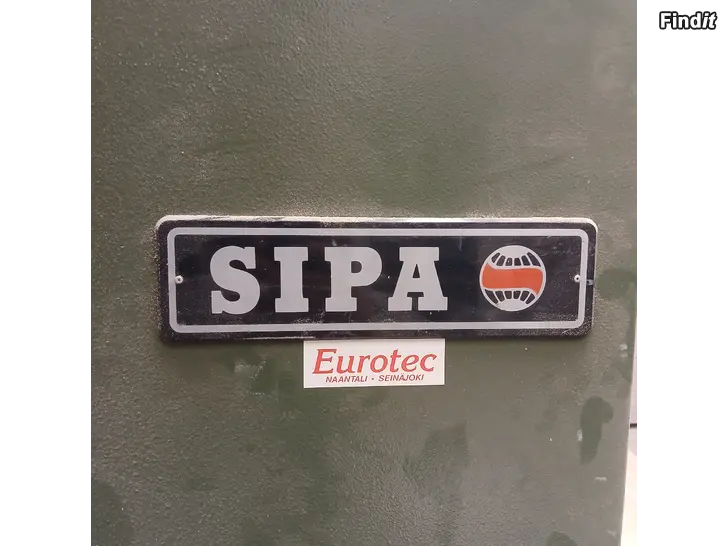 Findit
SIPA
Eurotec
NAANTALI • SEINÄJOKI